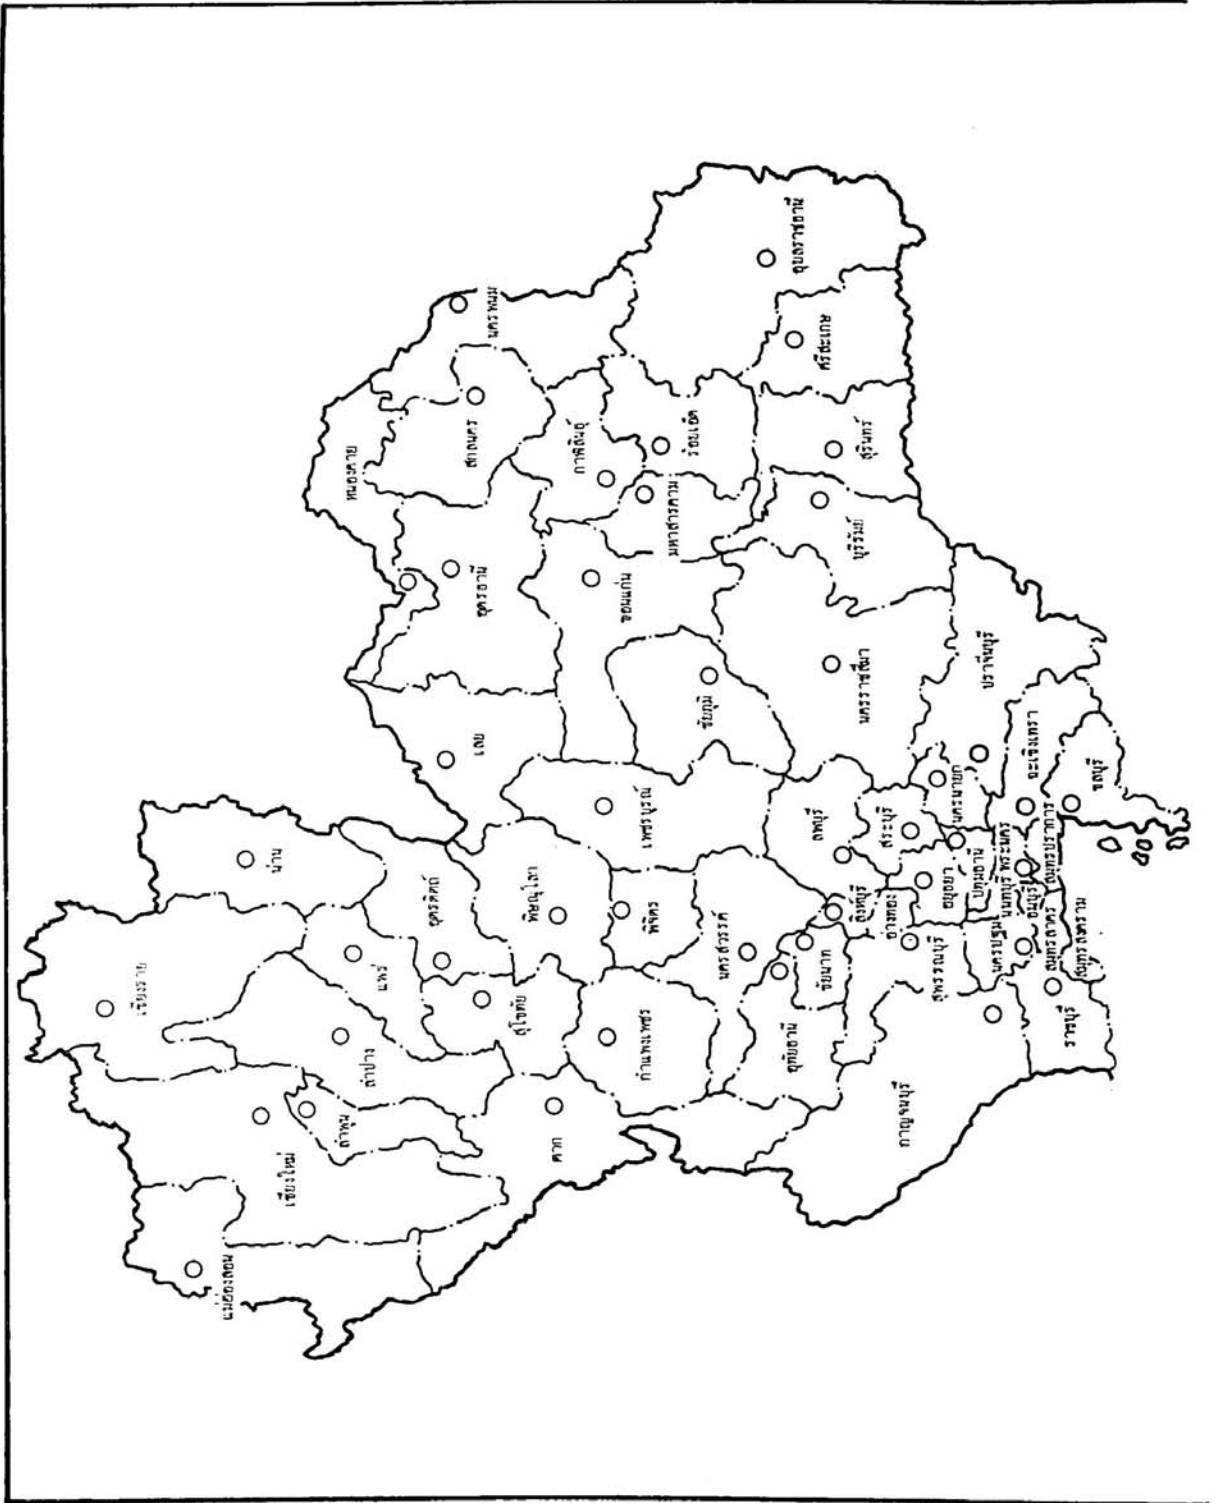 เชียงราย
น่าน
แม่ฮ่องสอน
เชียงใหม่
ลำพูน
ลำปาง
แพร่
อุตรดิตถ์
สุโขทัย
ตาก
พิษณุโลก
กำแพงเพชร
พิจิตร
เพชรบูรณ์
เลย
หนองคาย
อุดรธานี
สกลนคร
นครพนม
ขอนแก่น
กาฬสินธุ์
มหาสารคาม
ร้อยเอ็ด
ชัยภูมิ
นครราชสีมา
บุรีรัมย์
สุรินทร์
ศรีสะเกษ
อุบลราชธานี
นครสวรรค์
อุทัยธานี
ชัยนาท
สิงห์บุรี
ลพบุรี
สระบุรี
อ่างทอง
สุพรรณบุรี
อยุธยา
นครนายก
ปราจีนบุรี
กาญจนบุรี
นครปฐม
ปทุมธานี
นนทบุรี
พระนคร
ธนบุรี
ฉะเชิงเทรา
ชลบุรี
สมุทรปราการ
สมุทรสาคร
สมุทรสงคราม
ราชบุรี